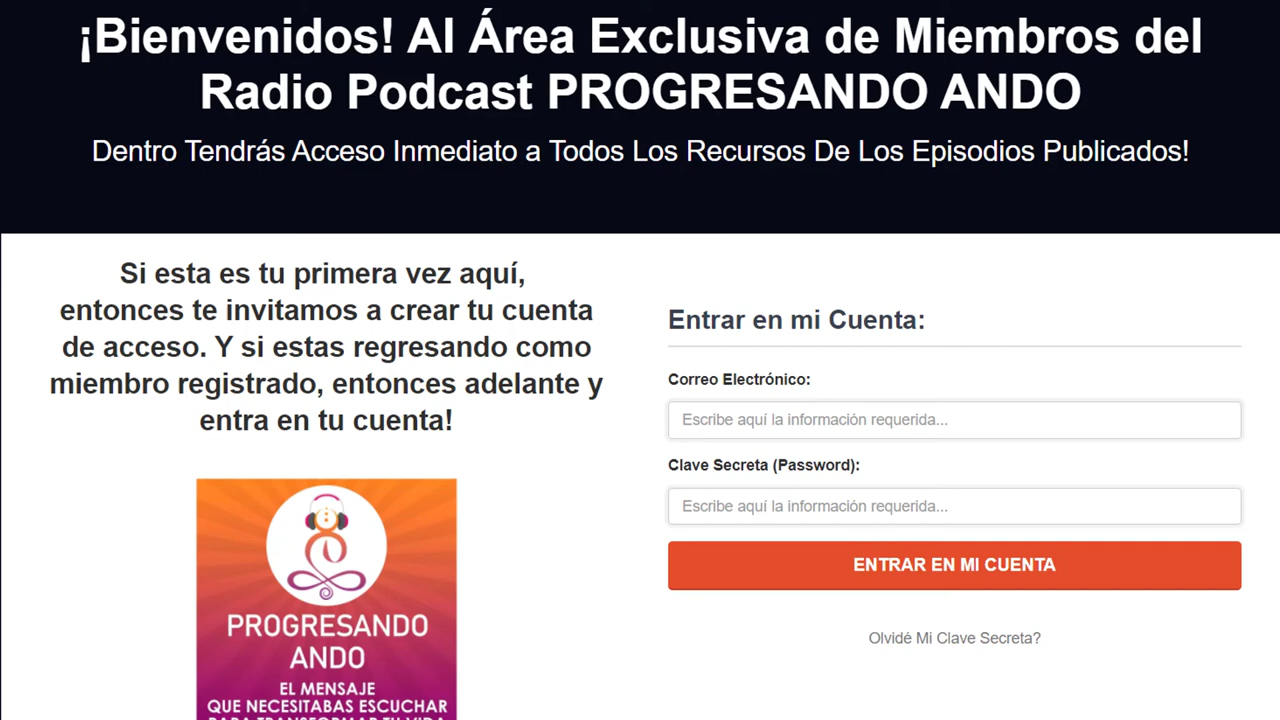 ¡Bienvenidos! Al Área Exclusiva de Miembros del
Radio Podcast PROGRESANDO ANDO
Dentro Tendrás Acceso Inmediato a Todos Los Recursos De Los Episodios Publicados!
Si esta es tu primera vez aquí,
entonces te invitamos a crear tu cuenta
de acceso. Y si estas regresando como
miembro registrado, entonces adelante y
entra en tu cuenta!
PROGRESANDO
ANDO
EL MENSAJE
QUE NECESITABAS ESCUCHAR
PARA TRANSFORMAR TU VIDA
Entrar en mi Cuenta:
Correo Electrónico:
Escribe aquí la información requerida...
Clave Secreta (Password):
Escribe aquí la información requerida...
ENTRAR EN MI CUENTA
Olvidé Mi Clave Secreta?